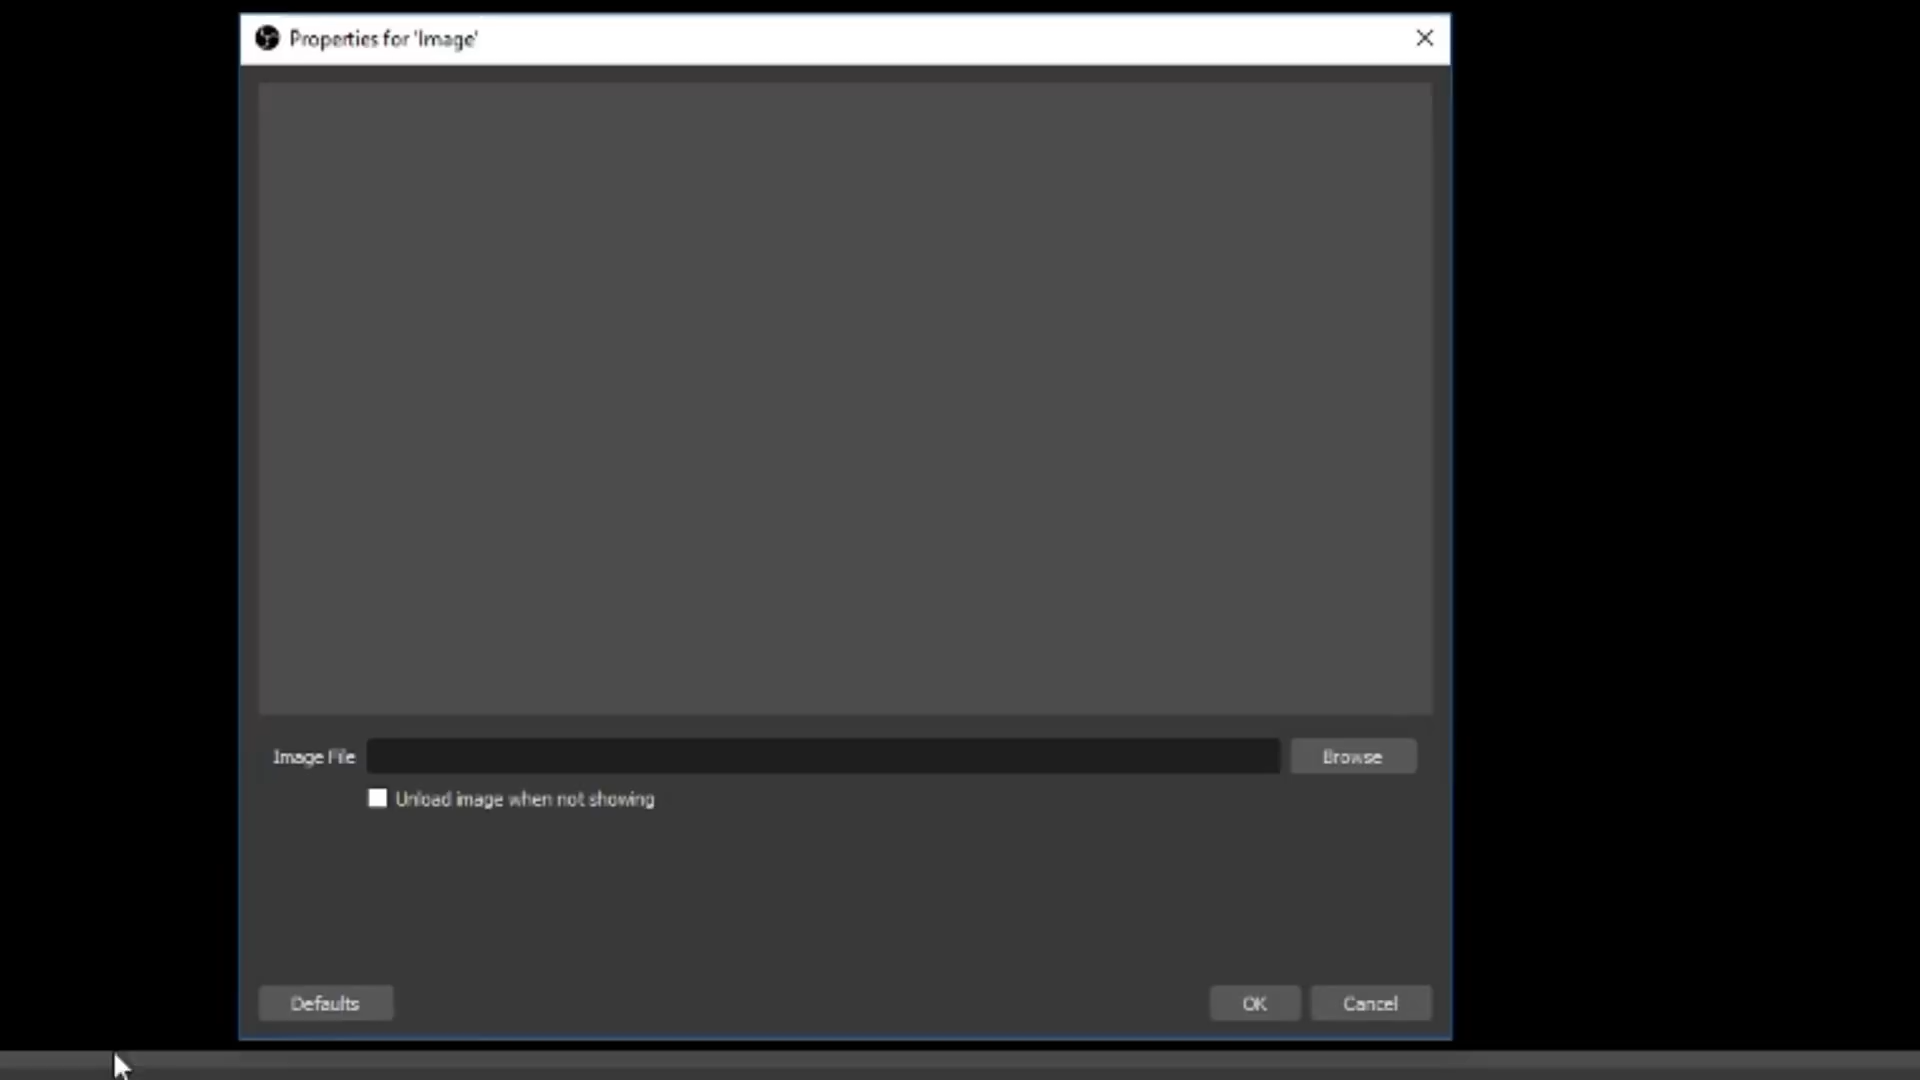 Properties for 'Image'
Image File
Browse
Unload image when not showing
Defaults
OK
Cancel